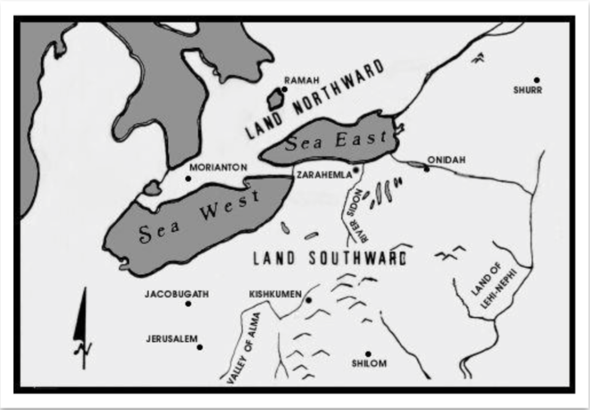 RAMAH
LAND NORTHWARD
SHURR
Sea East
MORIANTON
ZARAHEMLA
ONIDAH
Sea West
RIVER SIDON
LAND SOUTHWARD
LAND OF
LEHI-NEPHI
JACOBUGATH
KISHKUMEN
JERUSALEM
VALLEY OF ALMA
SHILOM
N